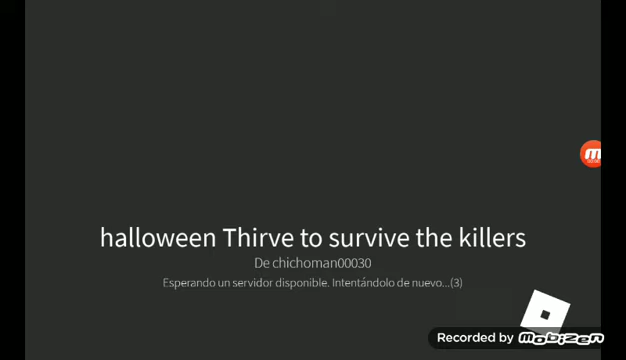 halloween Thirve to survive the killers
De chichoman00030
Esperando un servidor disponible. Intentándolo de nuevo...(3)
Recorded by mobizen